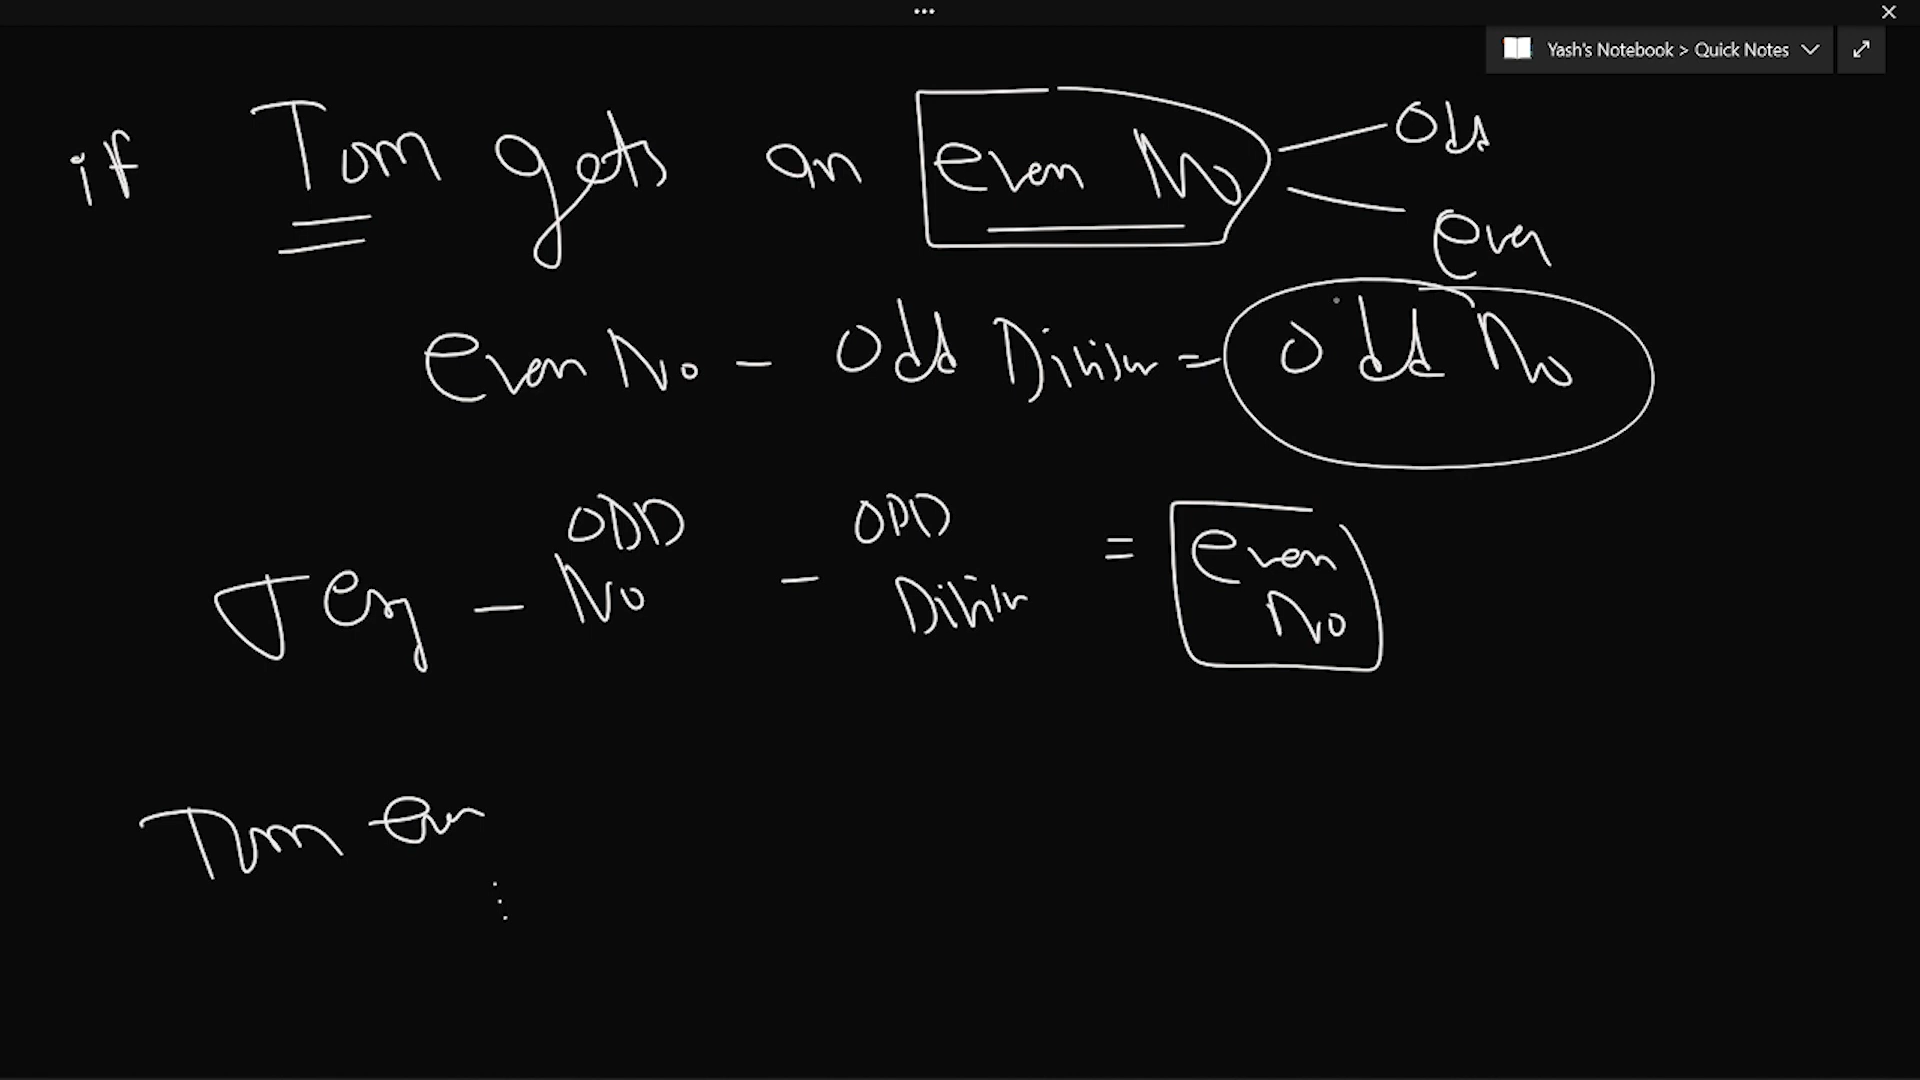 ...
Yash's Notebook > Quick Notes
if Tom gets an even No
odd
even
even No - odd Divisor = odd No
Jerry - ODD No - ODD Divisor = even No
Tom even